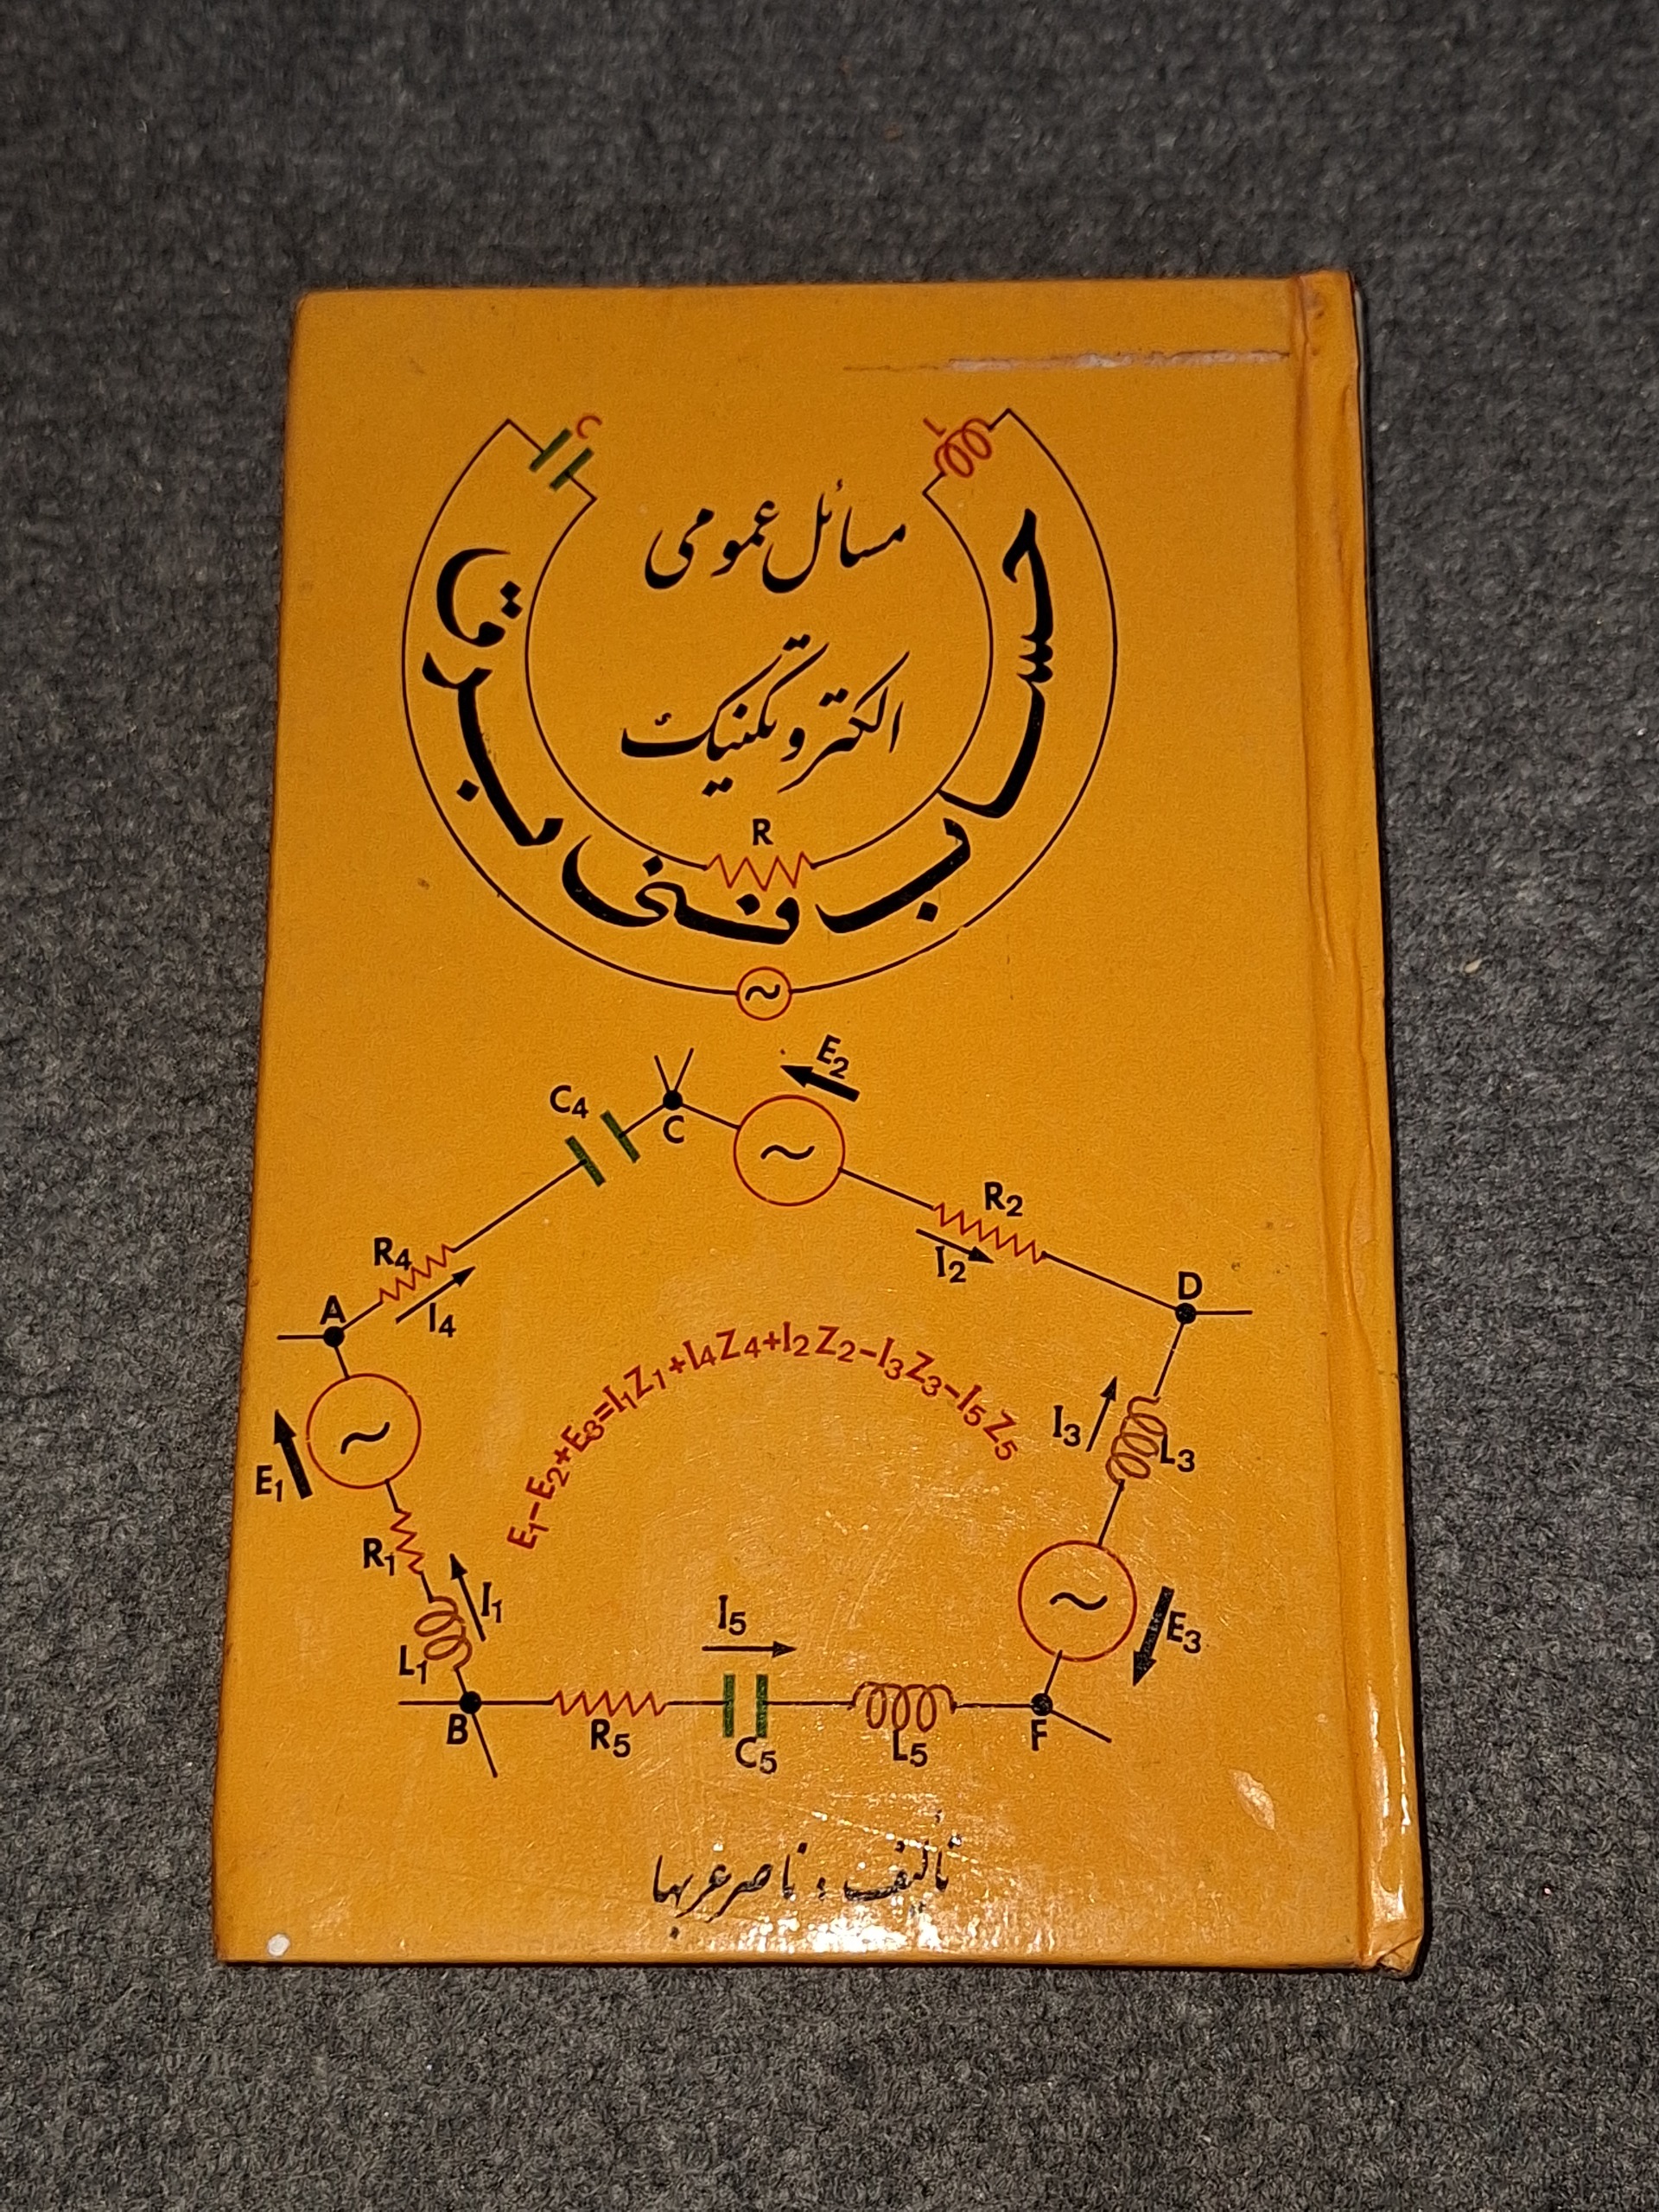 C
L
مسائل عمومی
الکتروتکنیک
حساب فنی برق
R
~
E2
C4
C
~
R2
R4
I2
D
A
I4
E1-E2+E3=I1Z1+I4Z4+I2Z2-I3Z3-I5Z5
~
I3
L3
E1
R1
~
I1
I5
E3
L1
B
R5
C5
L5
F
تألیف: ناصر عربها